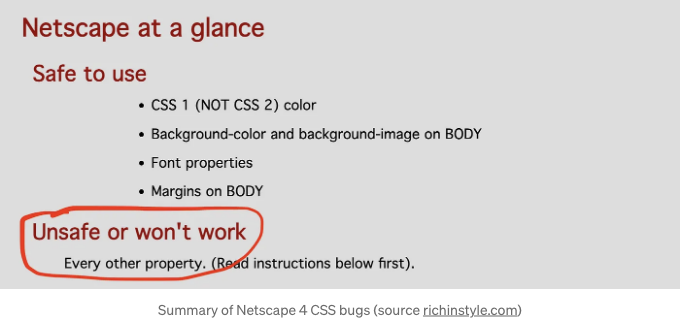 Netscape at a glance
Safe to use
• CSS 1 (NOT CSS 2) color
• Background-color and background-image on BODY
• Font properties
• Margins on BODY
Unsafe or won't work
Every other property. (Read instructions below first).
Summary of Netscape 4 CSS bugs (source richinstyle.com)